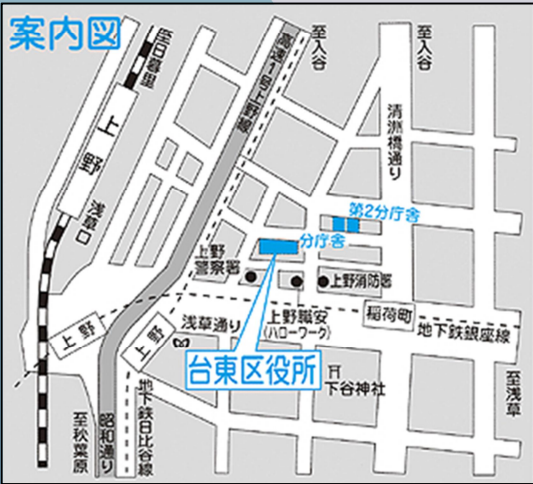 案内図
至日暮里
上野
浅草口
高速1号上野線
至入谷
至入谷
清洲橋通り
第2分庁舎
分庁舎
上野
警察署
上野消防署
上野職安
(ハローワーク)
稲荷町
浅草通り
地下鉄銀座線
上野
上野
台東区役所
下谷神社
至浅草
地下鉄日比谷線
昭和通り
至秋葉原